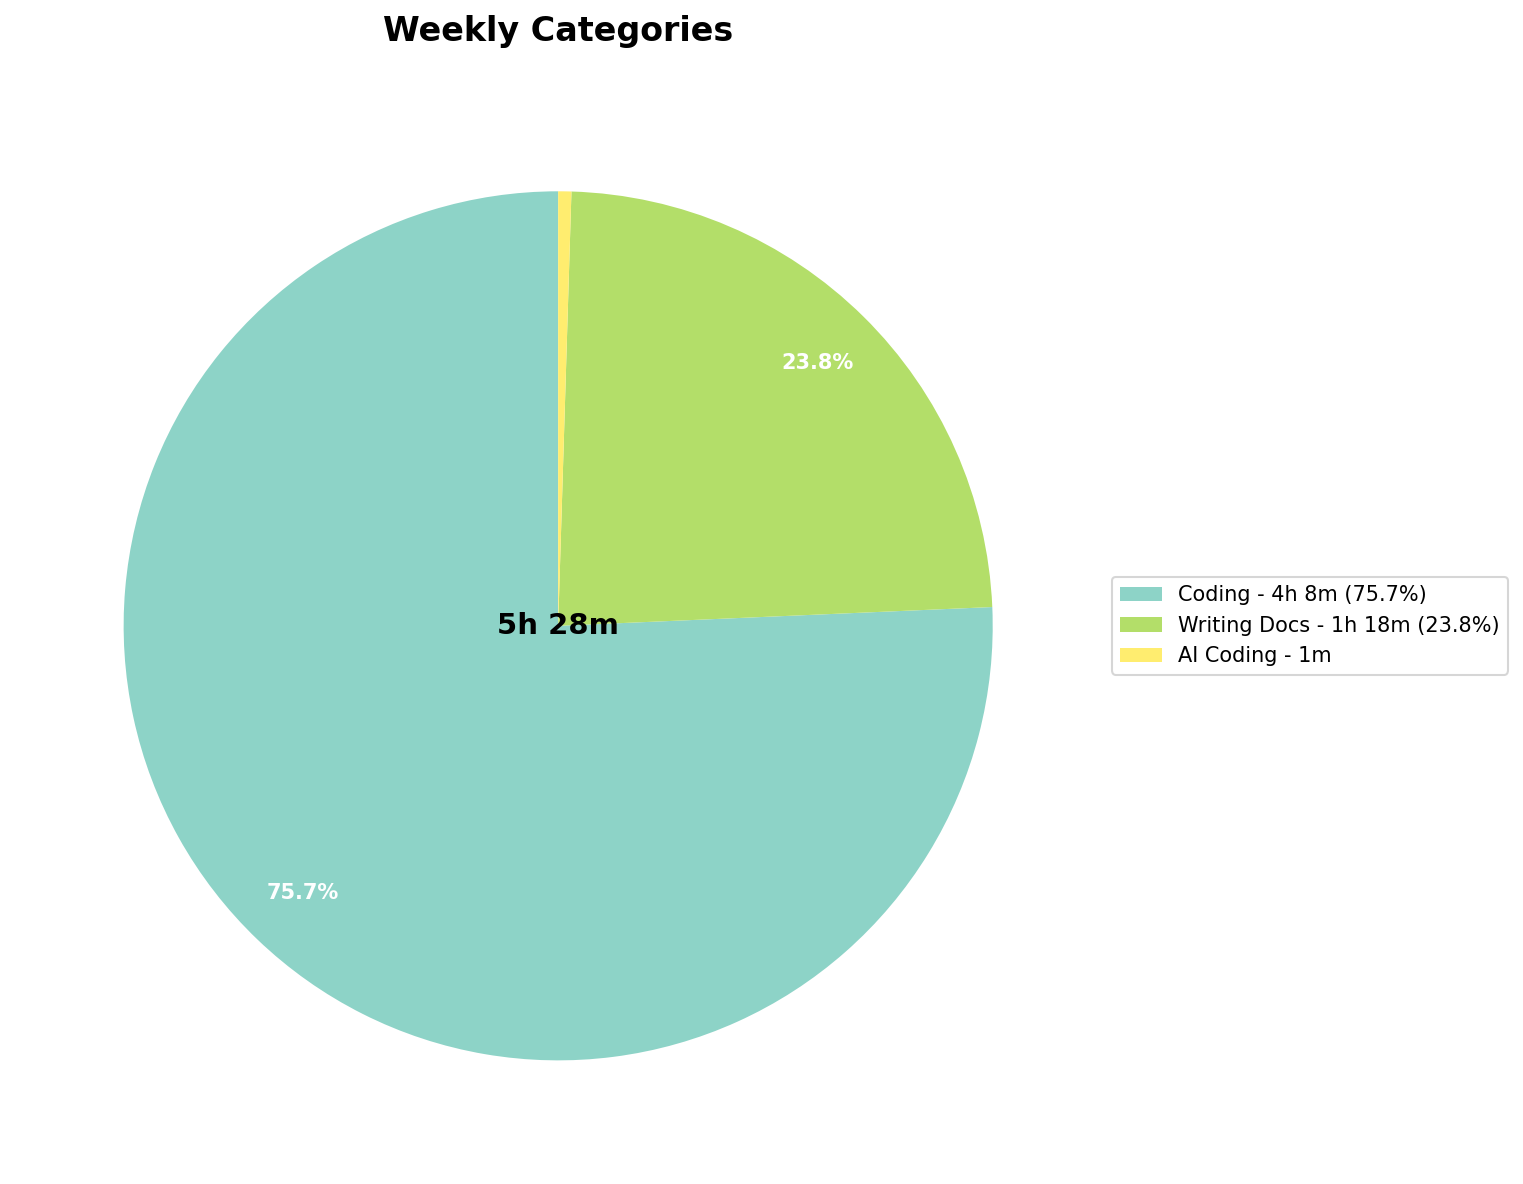 Weekly Categories
23.8%
5h 28m
75.7%
Coding - 4h 8m (75.7%)
Writing Docs - 1h 18m (23.8%)
AI Coding - 1m